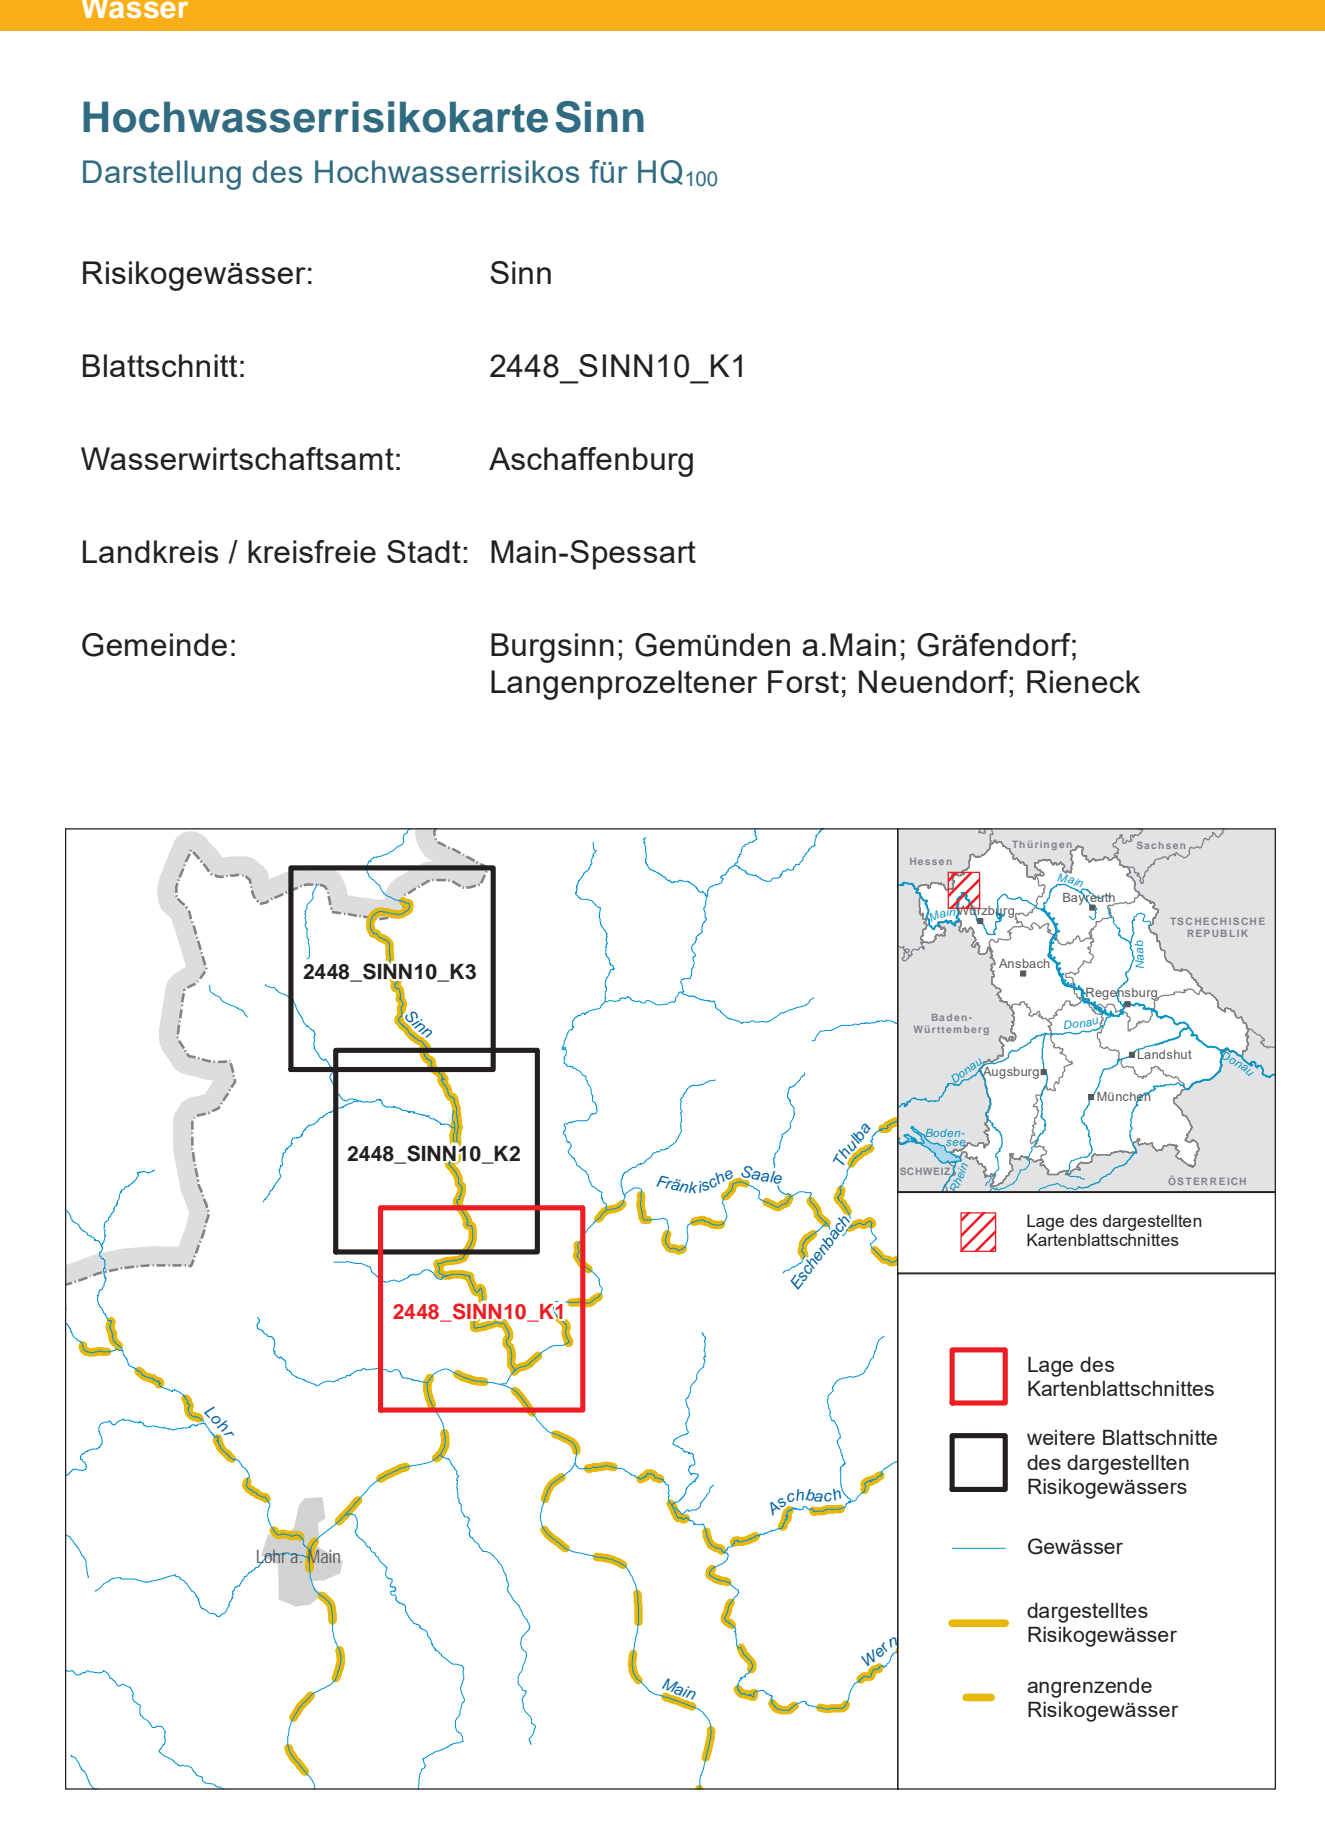 Wasser
Hochwasserrisikokarte Sinn
Darstellung des Hochwasserrisikos für HQ100
Risikogewässer: Sinn
Blattschnitt: 2448_SINN10_K1
Wasserwirtschaftsamt: Aschaffenburg
Landkreis / kreisfreie Stadt: Main-Spessart
Gemeinde: Burgsinn; Gemünden a.Main; Gräfendorf;
Langenprozeltener Forst; Neuendorf; Rieneck
2448_SINN10_K3
Sinn
2448_SINN10_K2
Thulba
Fränkische Saale
Eschenbach
2448_SINN10_K1
Lohr
Aschbach
Lohr a. Main
Wern
Main
Thüringen
Sachsen
Hessen
Main
Bayreuth
Main
Würzburg
TSCHECHISCHE
REPUBLIK
Naab
Ansbach
Regensburg
Baden-
Württemberg
Donau
Landshut
Donau
Donau
Augsburg
München
Boden-
see
SCHWEIZ
Rhein
ÖSTERREICH
Lage des dargestellten
Kartenblattschnittes
Lage des
Kartenblattschnittes
weitere Blattschnitte
des dargestellten
Risikogewässers
Gewässer
dargestelltes
Risikogewässer
angrenzende
Risikogewässer